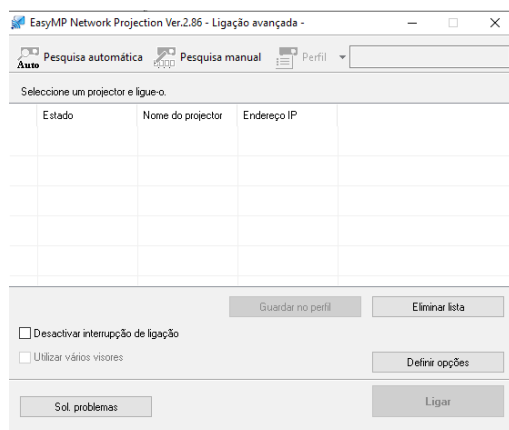 EasyMP Network Projection Ver.2.86 - Ligação avançada -
Auto Pesquisa automática Pesquisa manual Perfil
Seleccione um projector e ligue-o.
Estado Nome do projector Endereço IP
Guardar no perfil Eliminar lista
Desactivar interrupção de ligação
Utilizar vários visores
Definir opções
Sol. problemas Ligar